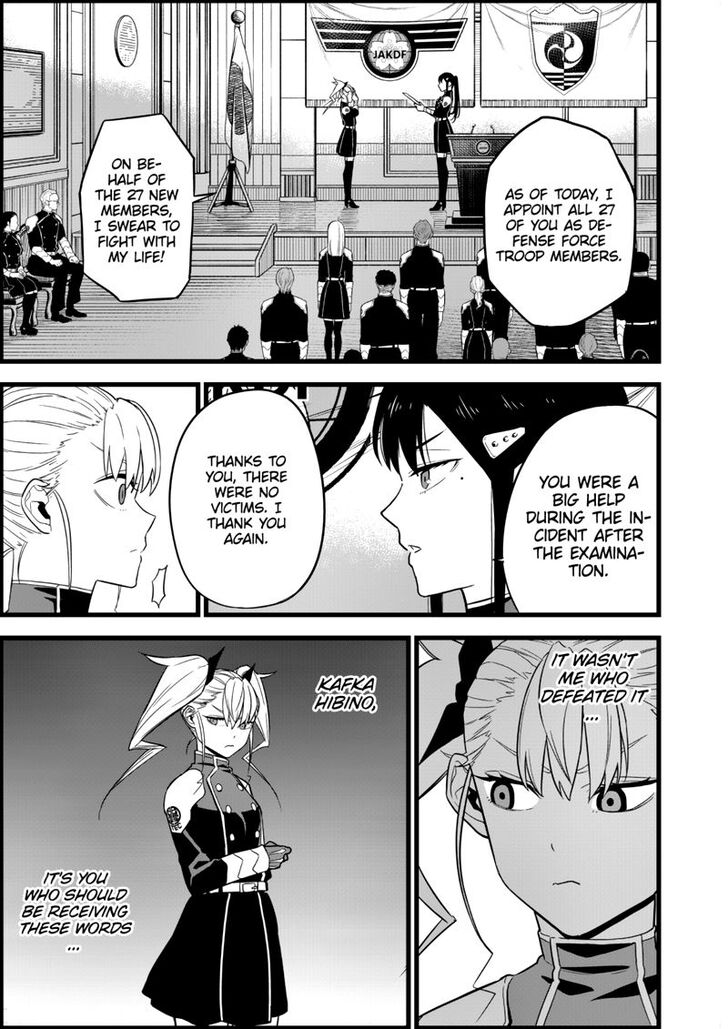 JAKDF
AS OF TODAY, I
APPOINT ALL 27
OF YOU AS DE-
FENSE FORCE
TROOP MEMBERS.
ON BE-
HALF OF
THE 27 NEW
MEMBERS,
I SWEAR TO
FIGHT WITH
MY LIFE!
YOU WERE A
BIG HELP
DURING THE IN-
CIDENT AFTER
THE EXAMINA-
TION.
THANKS TO
YOU, THERE
WERE NO
VICTIMS. I
THANK YOU
AGAIN.
IT WASN'T
ME WHO
DEFEATED IT
...
KAFKA
HIBINO,
IT'S YOU
WHO SHOULD
BE RECEIVING
THESE WORDS
...